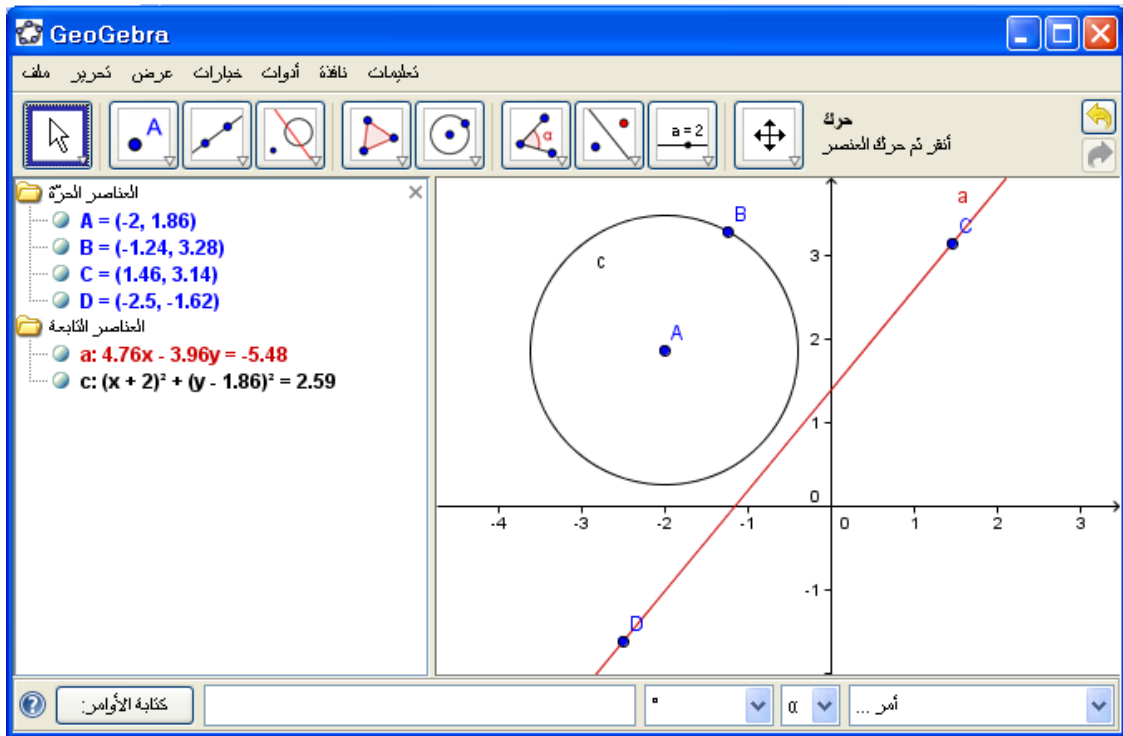 GeoGebra
ملف تحرير عرض خيارات أدوات نافذة تعليمات
A
α
a = 2
حرك
أنقر ثم حرك العنصر
العناصر الحرّة
A = (-2, 1.86)
B = (-1.24, 3.28)
C = (1.46, 3.14)
D = (-2.5, -1.62)
العناصر التابعة
a: 4.76x - 3.96y = -5.48
c: (x + 2)² + (y - 1.86)² = 2.59
a
B
C
c
3
A
2
1
0
-4 -3 -2 -1 0 1 2 3
-1
D
كتابة الأوامر:
°
α
أمر ...